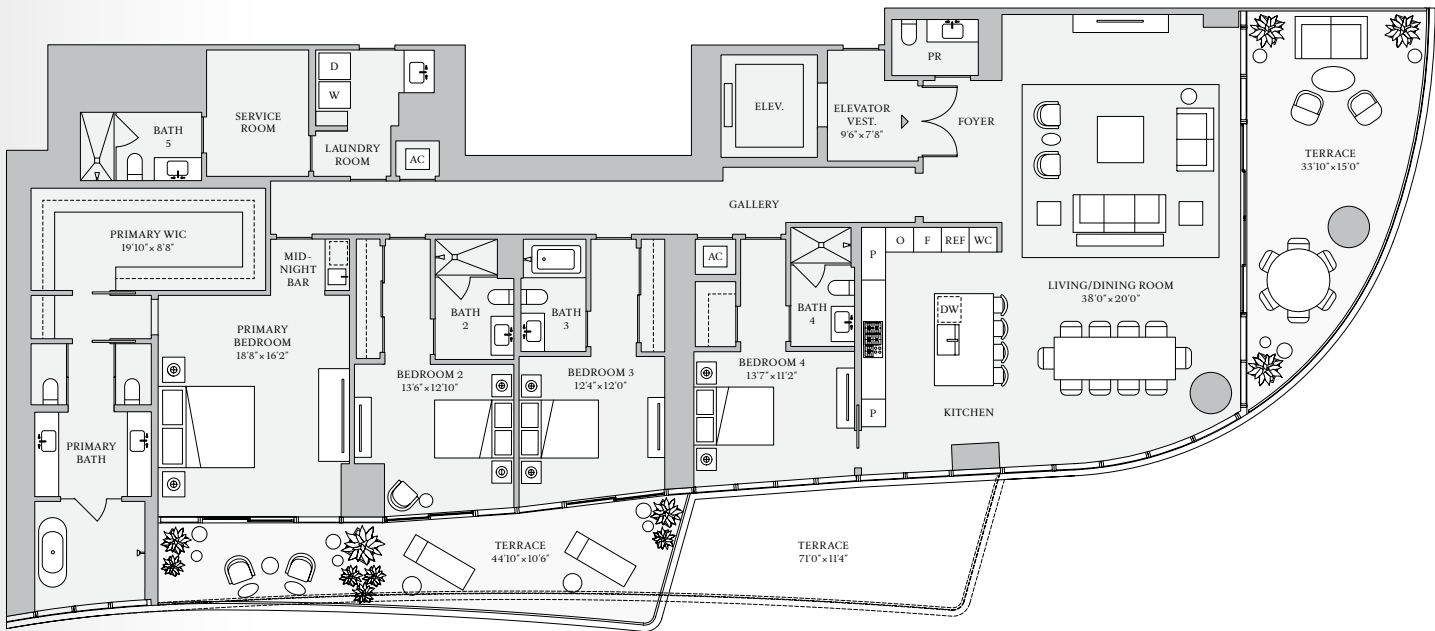 PR
D
W
SERVICE
ROOM
BATH
5
LAUNDRY
ROOM
AC
ELEV.
ELEVATOR
VEST.
9'6"×7'8"
FOYER
TERRACE
33'10"×15'0"
GALLERY
PRIMARY WIC
19'10"×8'8"
MID-
NIGHT
BAR
AC
P
O
F
REF
WC
LIVING/DINING ROOM
38'0"×20'0"
DW
BATH
2
BATH
3
BATH
4
PRIMARY
BEDROOM
18'8"×16'2"
BEDROOM 2
13'6"×12'10"
BEDROOM 3
12'4"×12'0"
BEDROOM 4
13'7"×11'2"
P
KITCHEN
PRIMARY
BATH
TERRACE
44'10"×10'6"
TERRACE
71'0"×11'4"